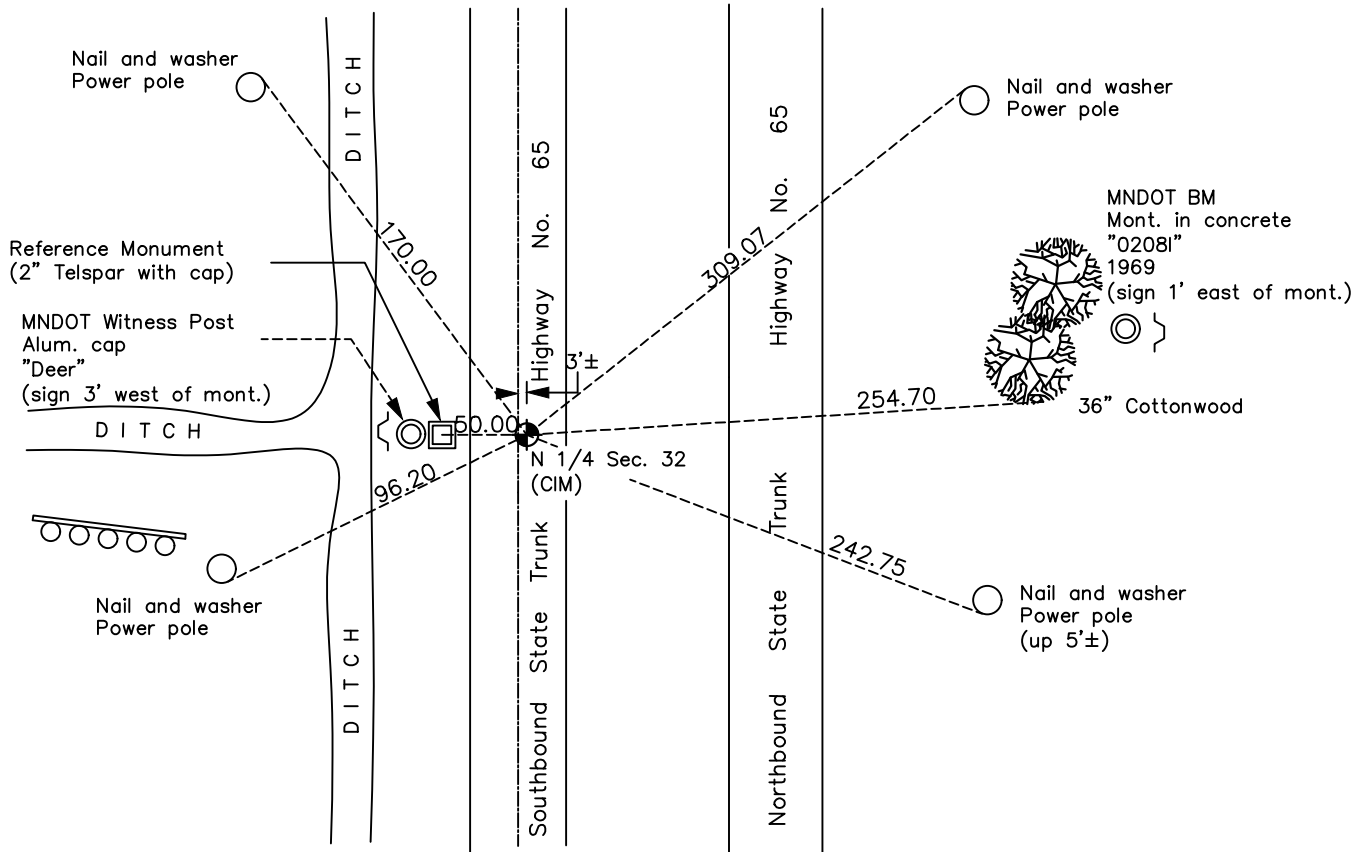 Nail and washer
Power pole
DITCH
Nail and washer
Power pole
Highway No. 65
MNDOT BM
Mont. in concrete
"0208I"
1969
(sign 1' east of mont.)
Reference Monument
(2" Telspar with cap)
170.00
309.07
MNDOT Witness Post
Alum. cap
"Deer"
(sign 3' west of mont.)
3'±
254.70
36" Cottonwood
DITCH
50.00
N 1/4 Sec. 32
(CIM)
96.20
242.75
Nail and washer
Power pole
Nail and washer
Power pole
(up 5'±)
DITCH
Southbound State Trunk Highway No. 65
Northbound State Trunk